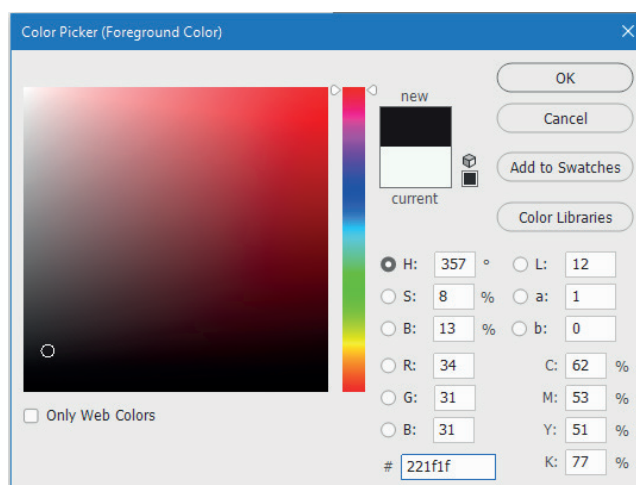 Color Picker (Foreground Color)
new
current
OK
Cancel
Add to Swatches
Color Libraries
H: 357 °
L: 12
S: 8 %
a: 1
B: 13 %
b: 0
R: 34
C: 62 %
G: 31
M: 53 %
B: 31
Y: 51 %
# 221f1f
K: 77 %
Only Web Colors